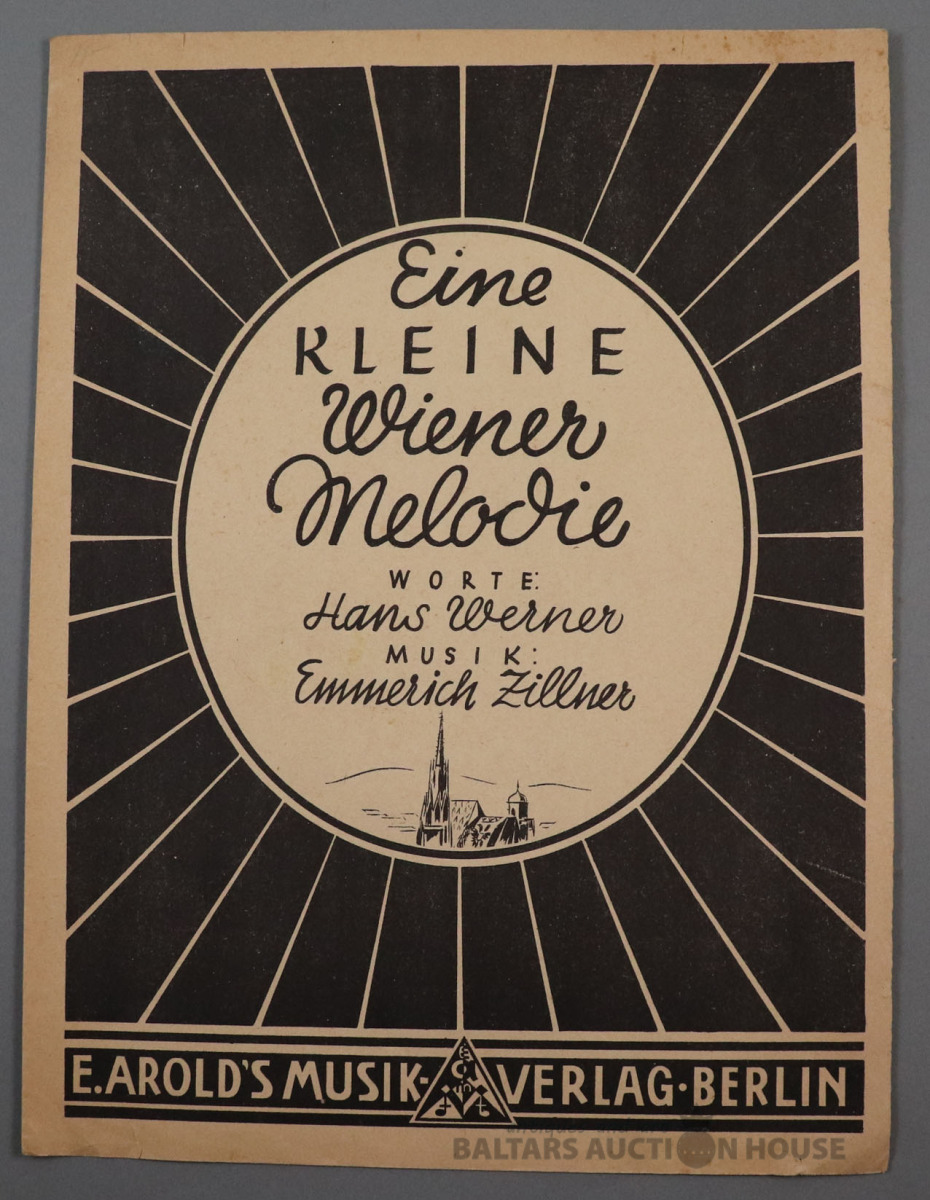 Eine
KLEINE
Wiener
Melodie
WORTE:
Hans Werner
MUSIK:
Emmerich Zillner
E. AROLD'S MUSIK-VERLAG · BERLIN
BALTARS AUCTION HOUSE